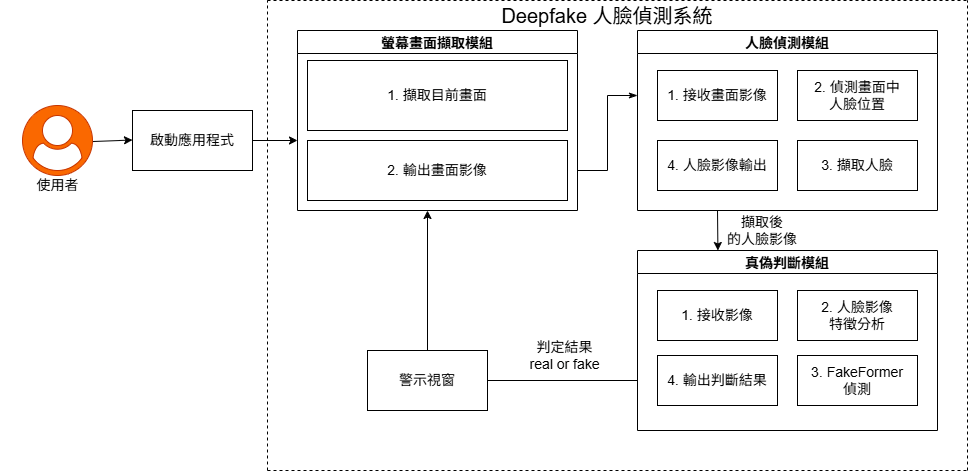 Deepfake 人臉偵測系統
螢幕畫面擷取模組
1. 擷取目前畫面
2. 輸出畫面影像
人臉偵測模組
1. 接收畫面影像
2. 偵測畫面中
人臉位置
4. 人臉影像輸出
3. 擷取人臉
啟動應用程式
使用者
擷取後
的人臉影像
真偽判斷模組
1. 接收影像
2. 人臉影像
特徵分析
4. 輸出判斷結果
3. FakeFormer
偵測
判定結果
real or fake
警示視窗